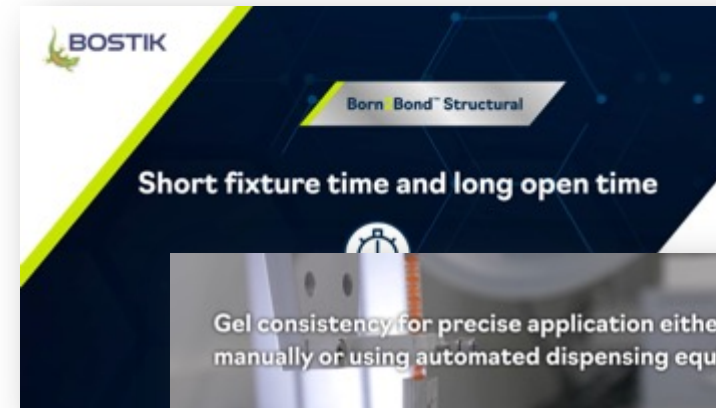 BOSTIK
Born2Bond™ Structural
Short fixture time and long open time
Gel consistency for precise application eithe
manually or using automated dispensing equ